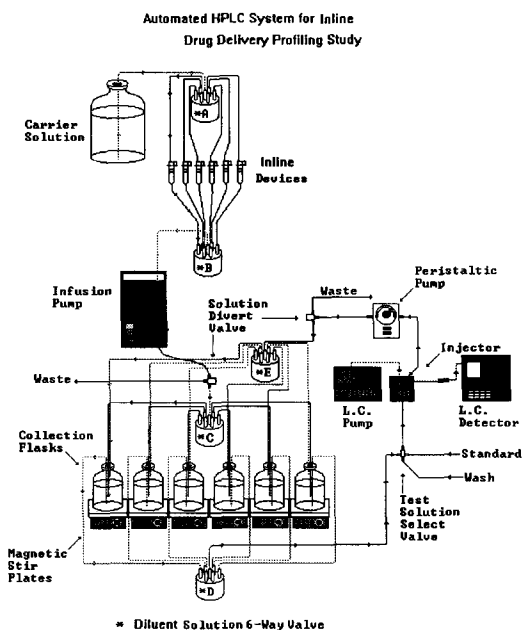 Automated HPLC System for Inline
Drug Delivery Profiling Study
*A
Carrier
Solution
Inline
Devices
*B
Infusion
Pump
Solution
Divert
Valve
Waste
Peristaltic
Pump
*E
Injector
Waste
*C
L.C.
Pump
L.C.
Detector
Collection
Flasks
Standard
Wash
Test
Solution
Select
Valve
Magnetic
Stir
Plates
*D
* Diluent Solution 6-Way Valve